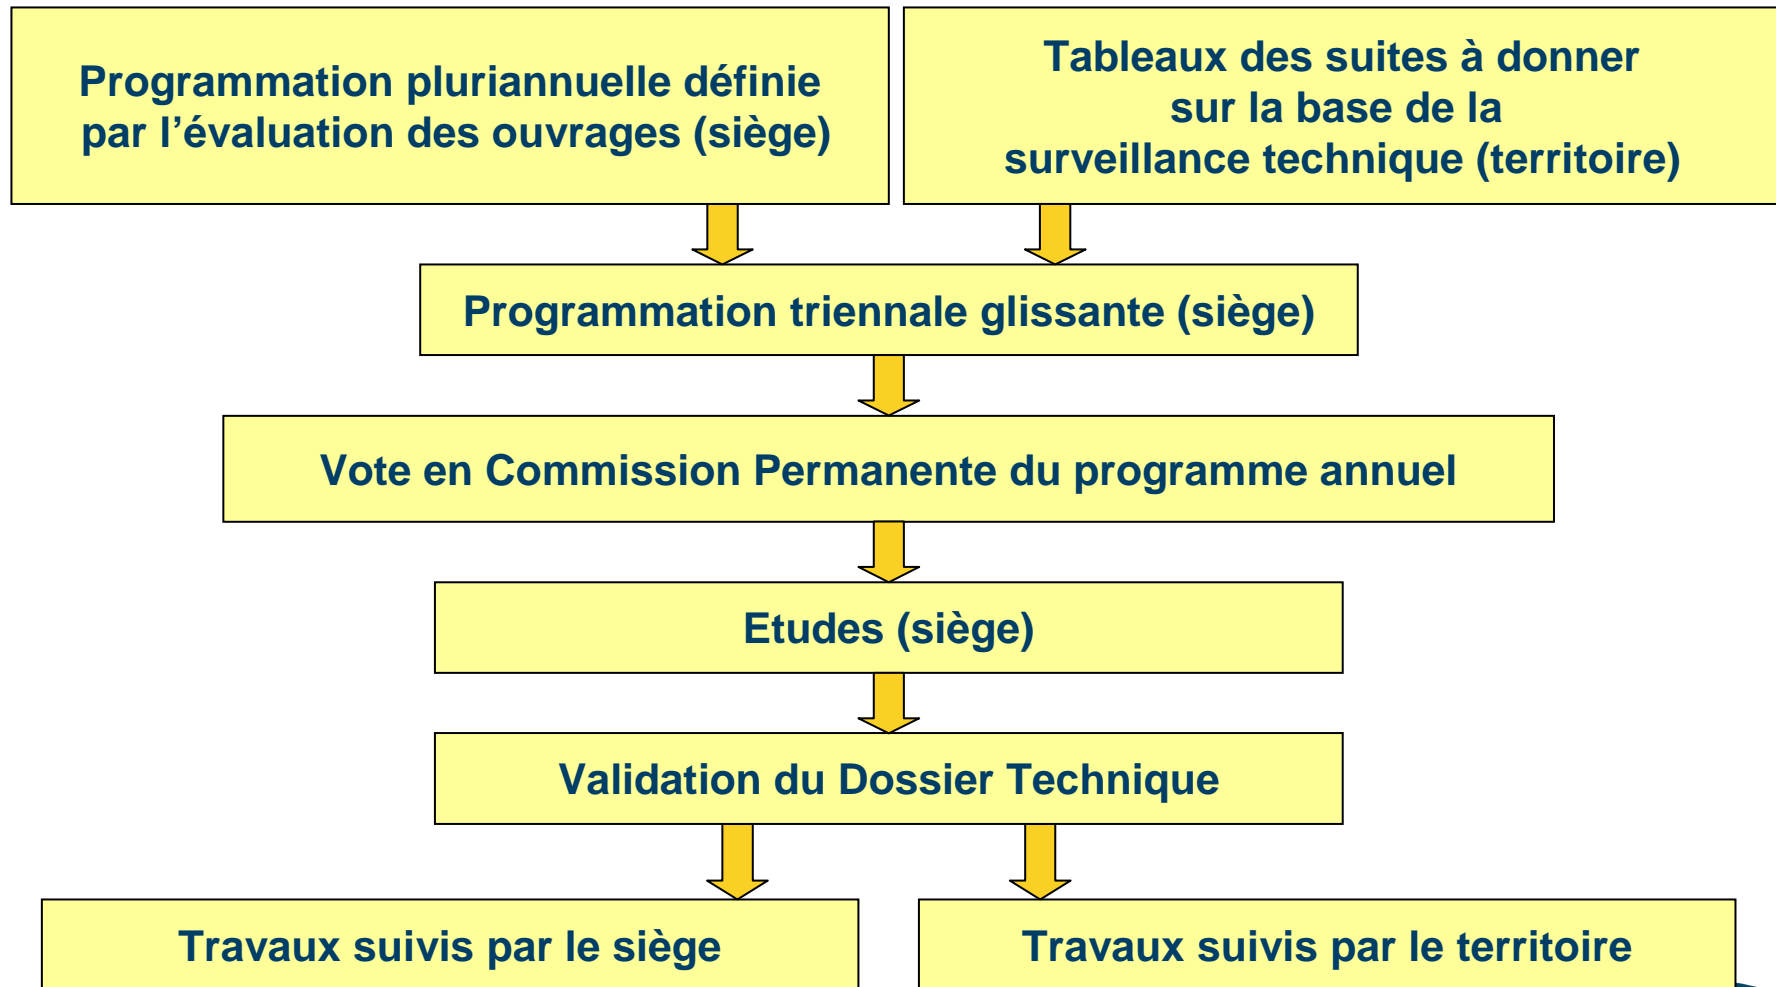 Programmation pluriannuelle définie
par l’évaluation des ouvrages (siège)
Tableaux des suites à donner
sur la base de la
surveillance technique (territoire)
Programmation triennale glissante (siège)
Vote en Commission Permanente du programme annuel
Etudes (siège)
Validation du Dossier Technique
Travaux suivis par le siège
Travaux suivis par le territoire